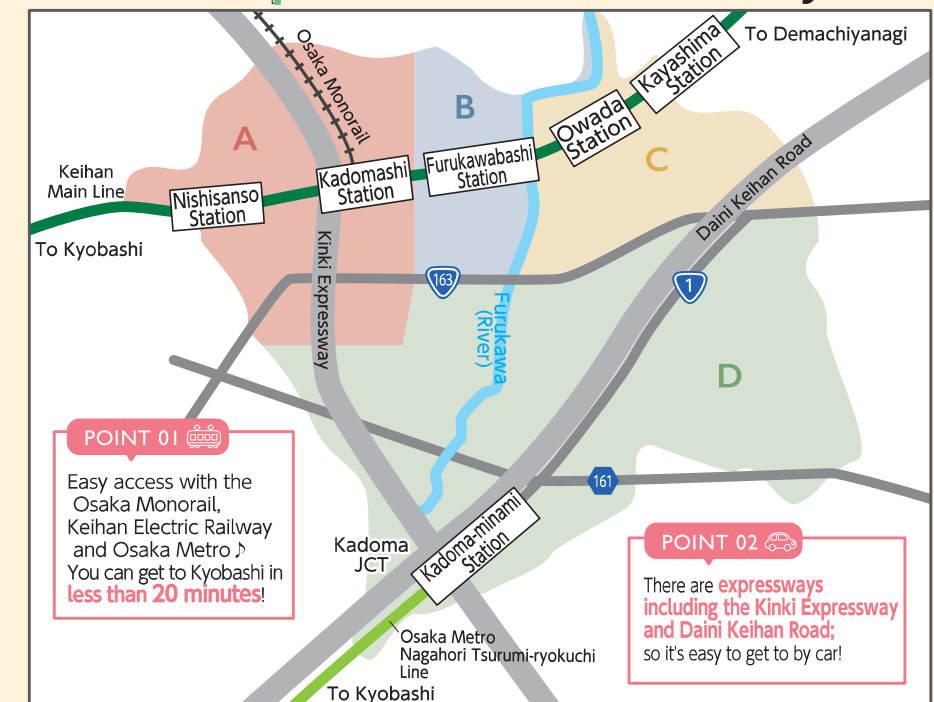 To Demachiyanagi
Kayashima
Station
Osaka Monorail
B
Owada
Station
A
C
Furukawabashi
Station
Keihan
Main Line
Kadomashi
Station
Nishisanso
Station
Daini Keihan Road
To Kyobashi
Kinki Expressway
163
1
Furukawa
(River)
D
POINT 01
Easy access with the
Osaka Monorail,
Keihan Electric Railway
and Osaka Metro♪
You can get to Kyobashi in
less than 20 minutes!
161
Kadoma-minami
Station
Kadoma
JCT
POINT 02
There are expressways
including the Kinki Expressway
and Daini Keihan Road;
so it's easy to get to by car!
Osaka Metro
Nagahori Tsurumi-ryokuchi
Line
To Kyobashi